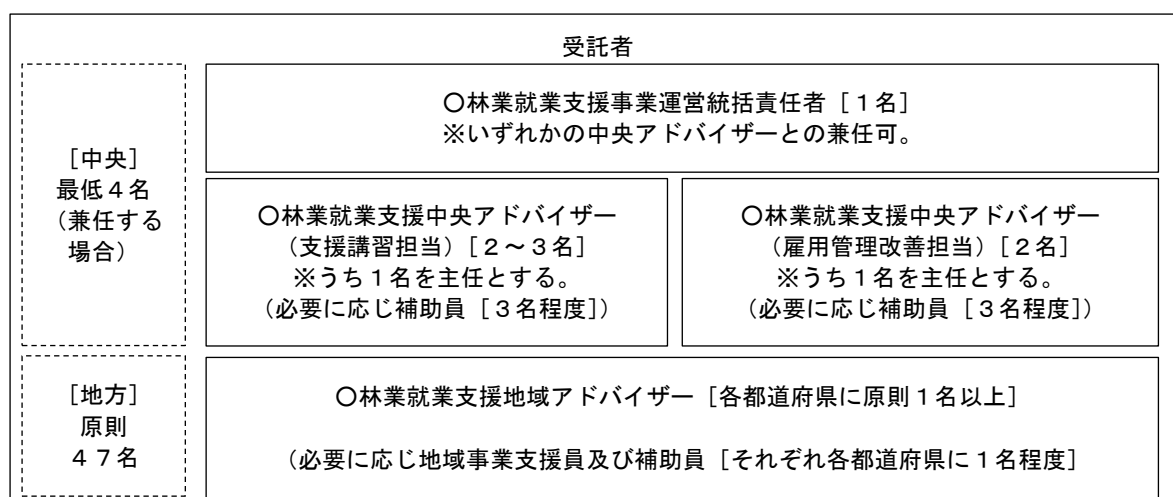 受託者
［中央］
最低４名
（兼任する
場合）
〇林業就業支援事業運営統括責任者［１名］
※いずれかの中央アドバイザーとの兼任可。
〇林業就業支援中央アドバイザー
（支援講習担当）［２～３名］
※うち１名を主任とする。
（必要に応じ補助員［３名程度］）
〇林業就業支援中央アドバイザー
（雇用管理改善担当）［２名］
※うち１名を主任とする。
（必要に応じ補助員［３名程度］）
［地方］
原則
４７名
〇林業就業支援地域アドバイザー［各都道府県に原則１名以上］
（必要に応じ地域事業支援員及び補助員［それぞれ各都道府県に１名程度］